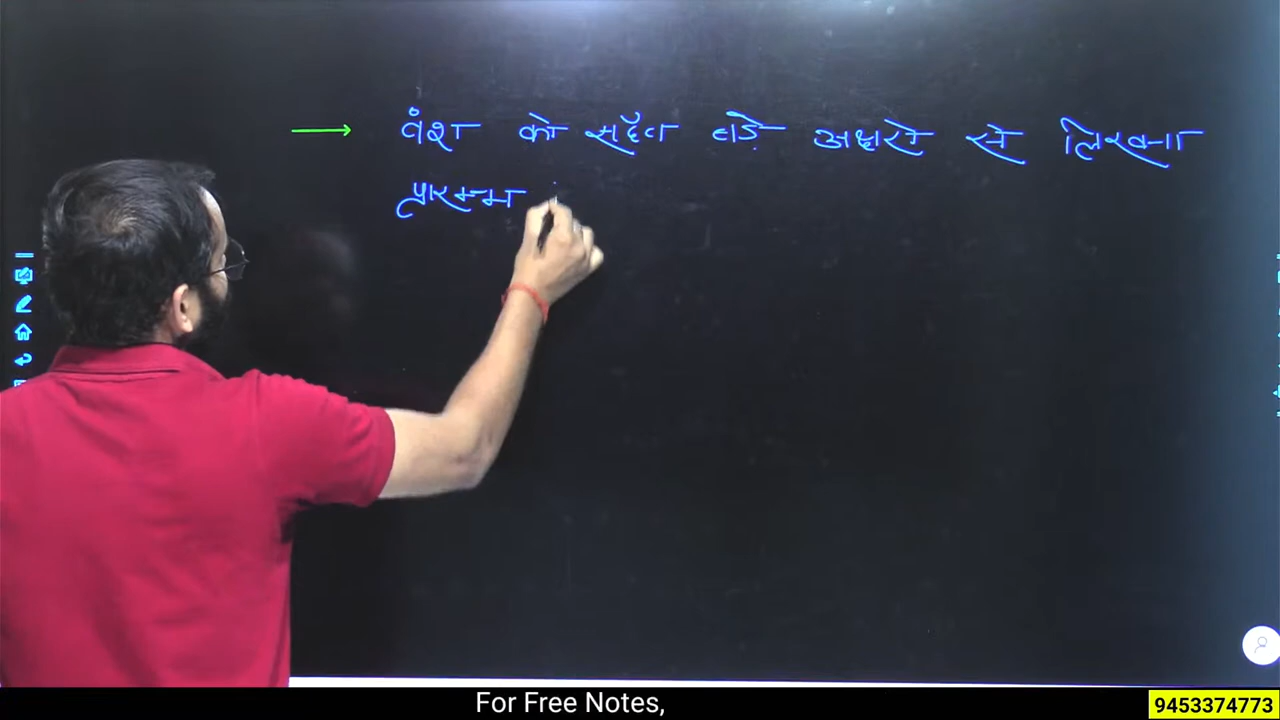 → वंश को सदैव बड़े अक्षरो से लिखना
प्रारम्भ
For Free Notes,
9453374773